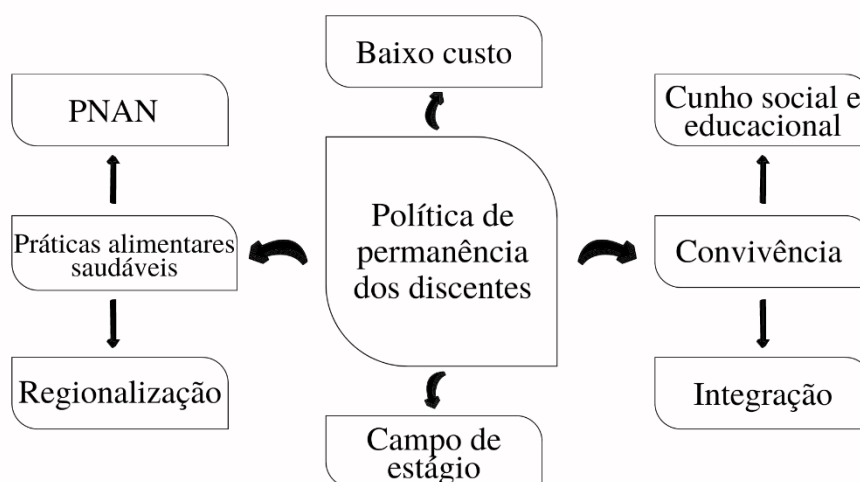 Baixo custo
PNAN
Cunho social e
educacional
Política de
permanência
dos discentes
Práticas alimentares
saudáveis
Convivência
Regionalização
Integração
Campo de
estágio